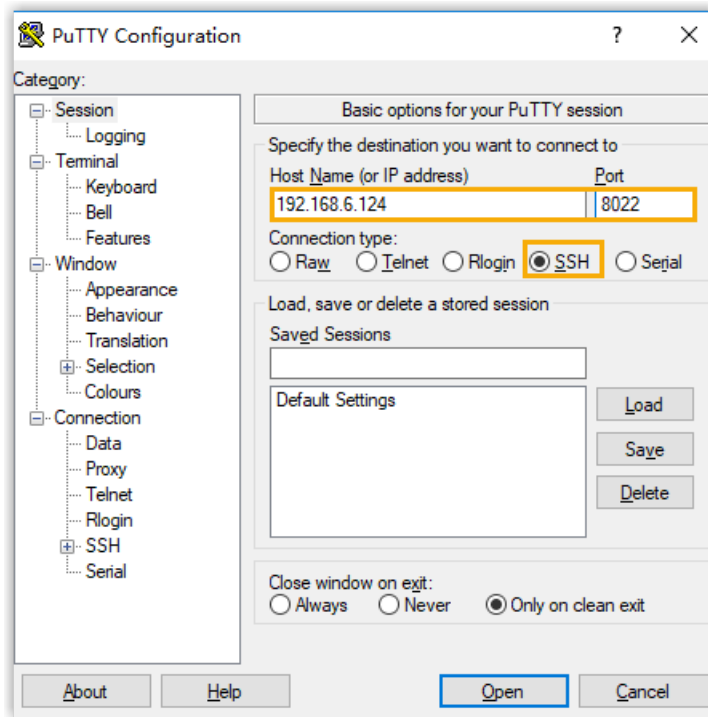 PuTTY Configuration ? ×
Category:
Session
Logging
Terminal
Keyboard
Bell
Features
Window
Appearance
Behaviour
Translation
Selection
Colours
Connection
Data
Proxy
Telnet
Rlogin
SSH
Serial
Basic options for your PuTTY session
Specify the destination you want to connect to
Host Name (or IP address) Port
192.168.6.124 8022
Connection type:
Raw Telnet Rlogin SSH Serial
Load, save or delete a stored session
Saved Sessions
Default Settings
Load
Save
Delete
Close window on exit:
Always Never Only on clean exit
About Help Open Cancel